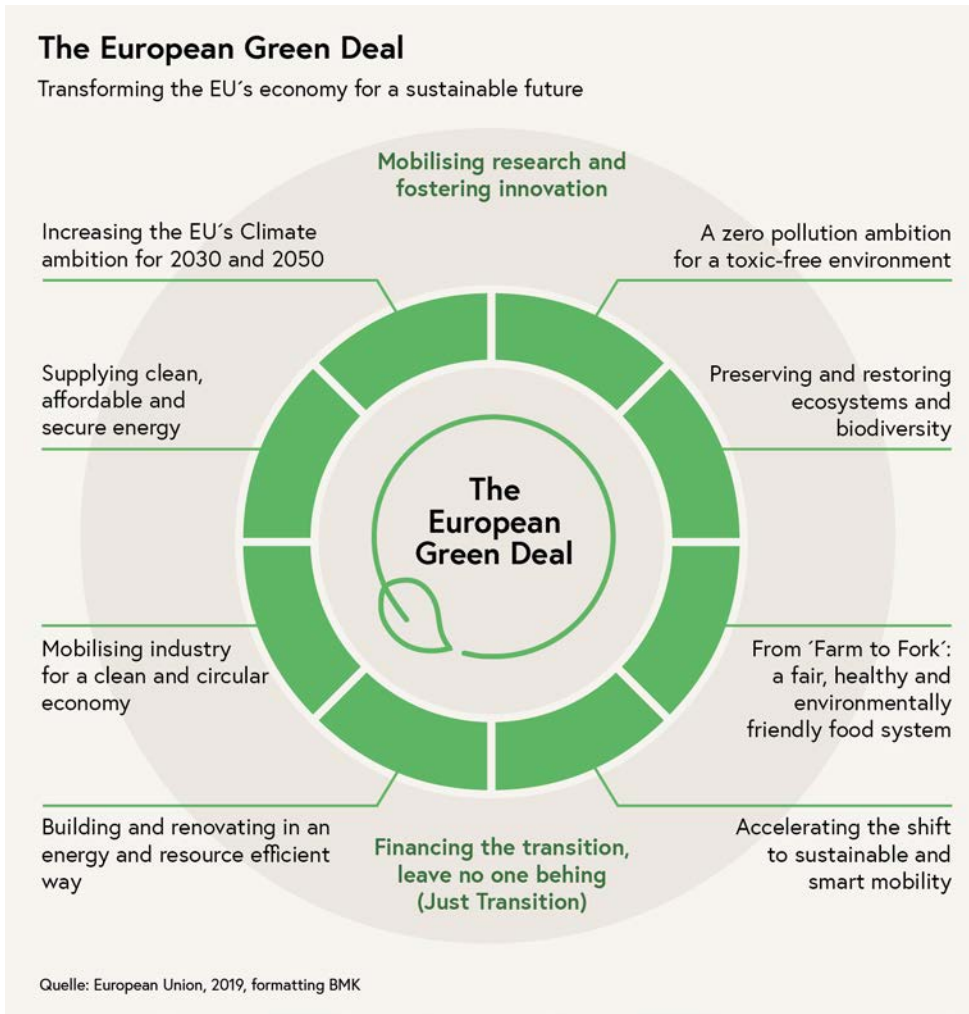 The European Green Deal
Transforming the EU´s economy for a sustainable future
Mobilising research and
fostering innovation
Increasing the EU´s Climate
ambition for 2030 and 2050
A zero pollution ambition
for a toxic-free environment
Supplying clean,
affordable and
secure energy
Preserving and restoring
ecosystems and
biodiversity
The
European
Green Deal
Mobilising industry
for a clean and circular
economy
From ´Farm to Fork´:
a fair, healthy and
environmentally
friendly food system
Building and renovating in an
energy and resource efficient
way
Financing the transition,
leave no one behing
(Just Transition)
Accelerating the shift
to sustainable and
smart mobility
Quelle: European Union, 2019, formatting BMK